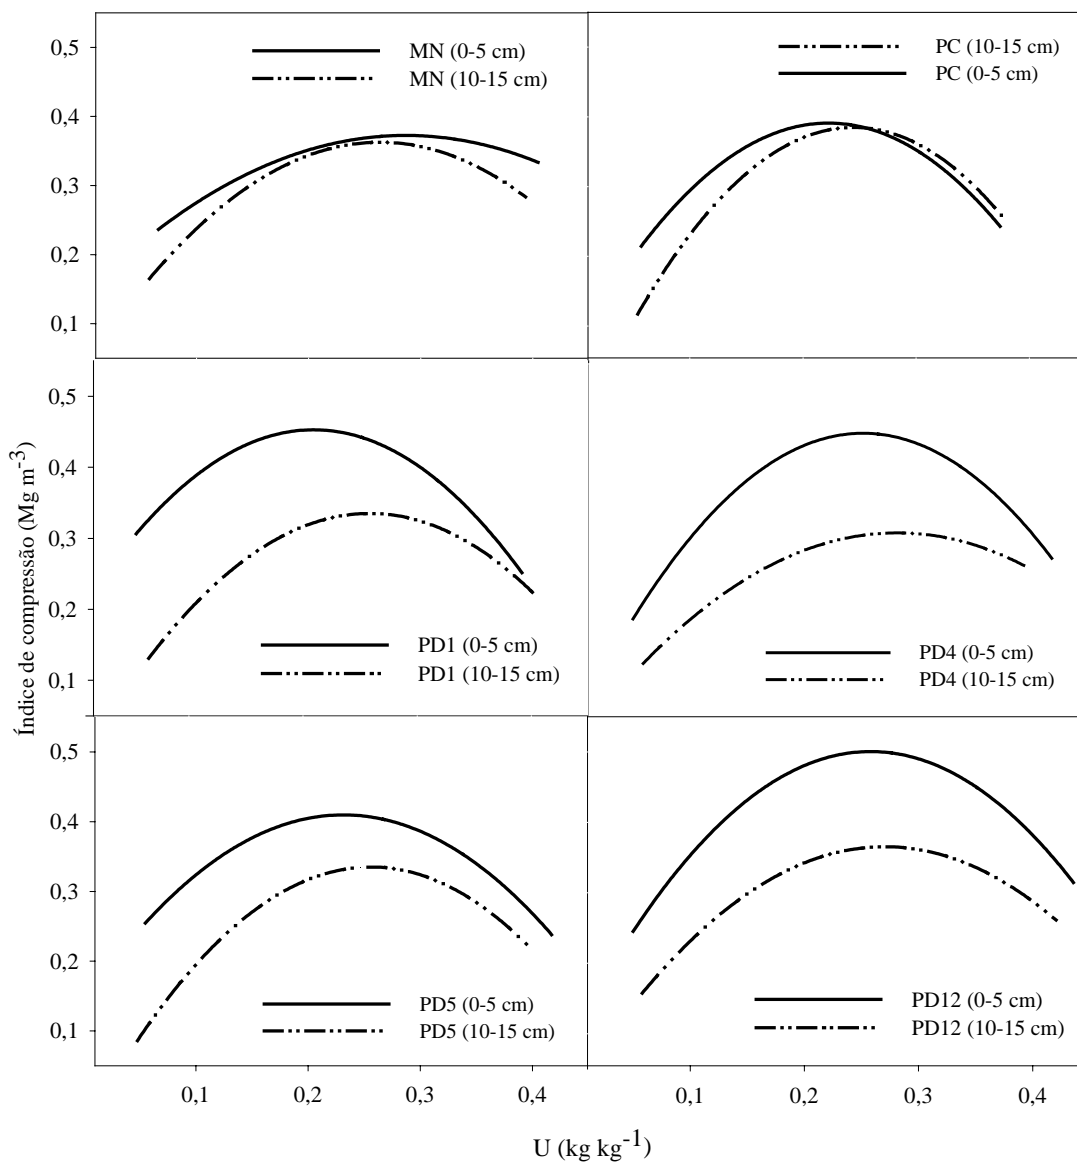 0,5
0,4
0,3
0,2
0,1
MN (0-5 cm)
MN (10-15 cm)
PC (10-15 cm)
PC (0-5 cm)
0,5
0,4
0,3
0,2
0,1
PD1 (0-5 cm)
PD1 (10-15 cm)
PD4 (0-5 cm)
PD4 (10-15 cm)
Índice de compressão (Mg m⁻³)
0,5
0,4
0,3
0,2
0,1
PD5 (0-5 cm)
PD5 (10-15 cm)
PD12 (0-5 cm)
PD12 (10-15 cm)
0,1 0,2 0,3 0,4
0,1 0,2 0,3 0,4
U (kg kg⁻¹)